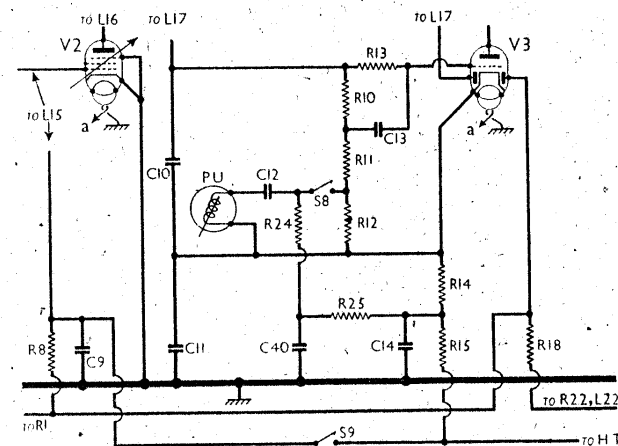 TO L16
TO L17
TO L17
V2
V3
R13
a
a
TO L15
R10
C13
C10
PU
C12
R11
S8
R24
R12
R14
R25
R8
C9
C11
C40
C14
R15
R18
TO R1
TO R22, L22
S9
TO HT